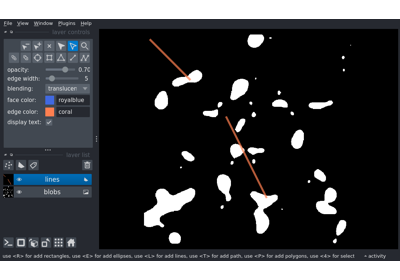 File View Window Plugins Help
layer controls
opacity: 0.70
edge width: 5
blending: translucer
face color: royalblue
edge color: coral
display text:
layer list
lines
blobs
use <R> for add rectangles, use <E> for add ellipses, use <L> for add lines, use <T> for add path, use <P> for add polygons, use <4> for select
activity